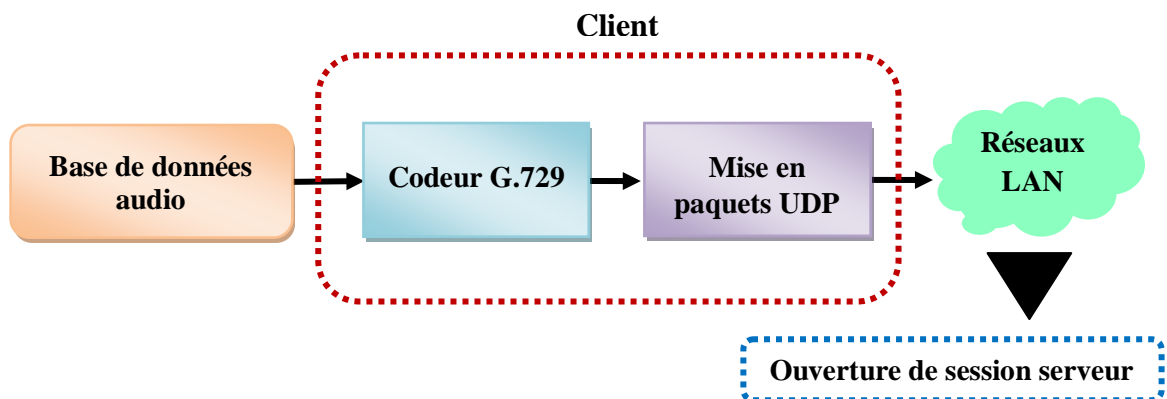 Client
Base de données
audio
Codeur G.729
Mise en
paquets UDP
Réseaux
LAN
Ouverture de session serveur